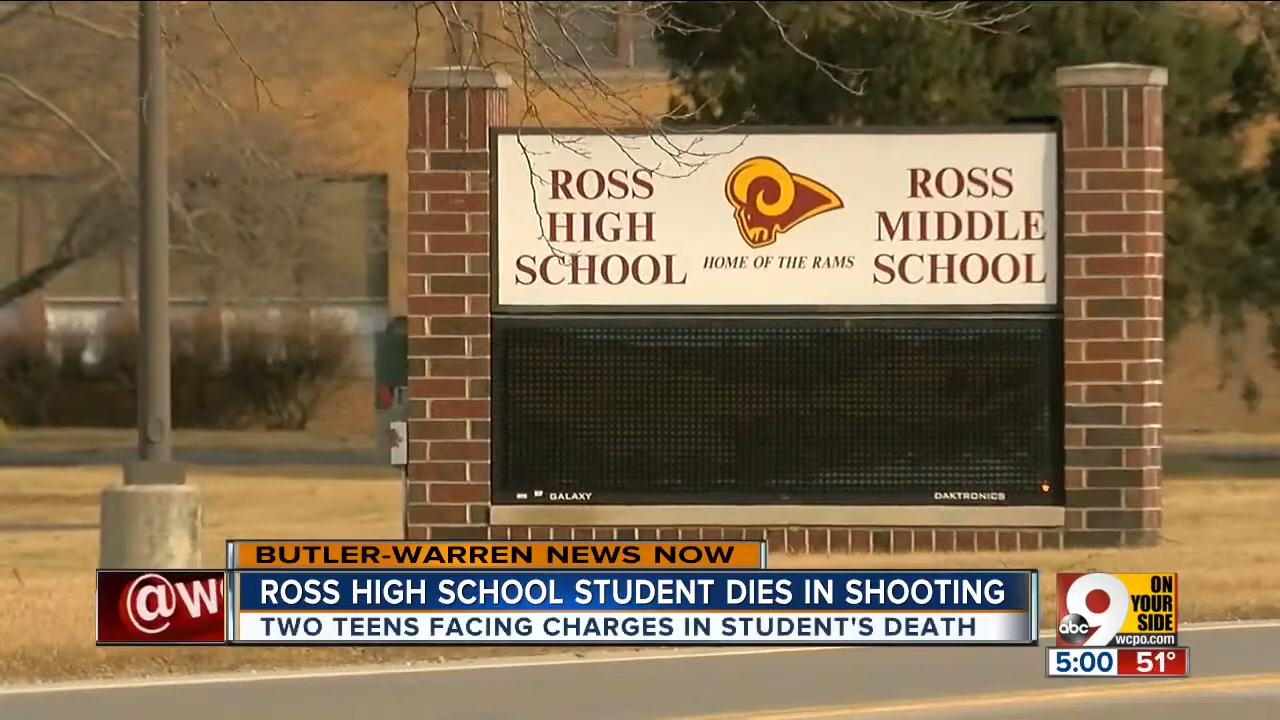 ROSS
HIGH
SCHOOL
HOME OF THE RAMS
ROSS
MIDDLE
SCHOOL
GALAXY
DAKTRONICS
BUTLER-WARREN NEWS NOW
@W
ROSS HIGH SCHOOL STUDENT DIES IN SHOOTING
TWO TEENS FACING CHARGES IN STUDENT'S DEATH
abc 9
ON
YOUR
SIDE
wcpo.com
5:00 51°